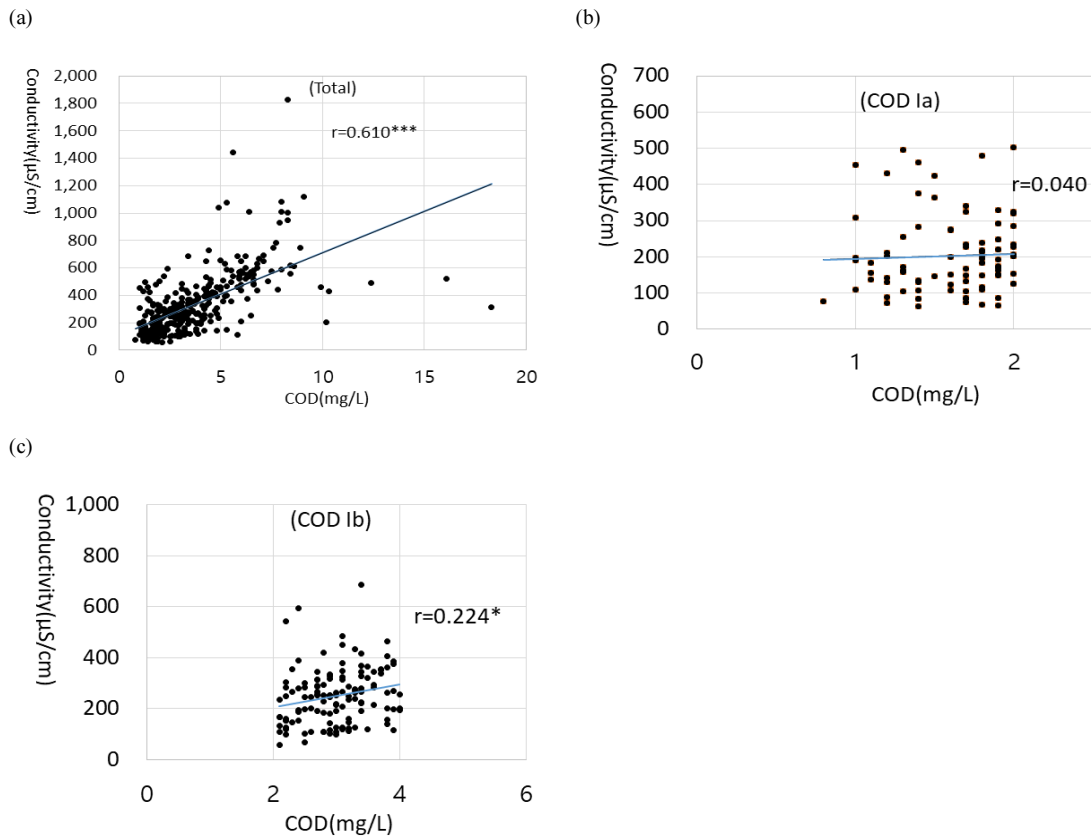 (a)
(b)
Conductivity(μS/cm)
2,000
1,800
1,600
1,400
1,200
1,000
800
600
400
200
0
(Total)
r=0.610***
0 5 10 15 20
COD(mg/L)
Conductivity(μS/cm)
700
600
500
400
300
200
100
0
(COD Ia)
r=0.040
0 1 2
COD(mg/L)
(c)
Conductivity(μS/cm)
1,000
800
600
400
200
0
(COD Ib)
r=0.224*
0 2 4 6
COD(mg/L)